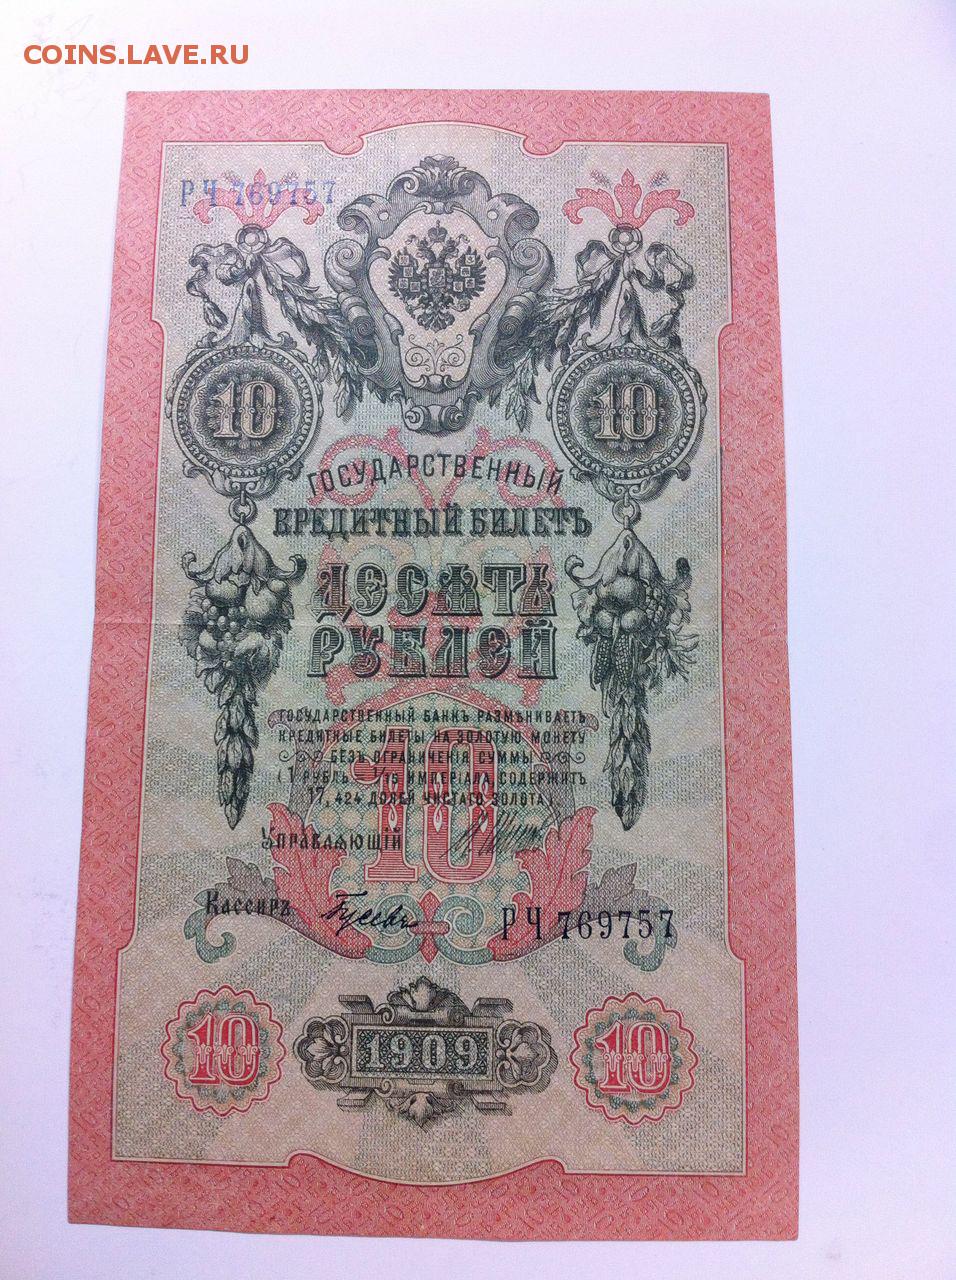 COINS.LAVE.RU
РЧ 769757
10 10
ГОСУДАРСТВЕННЫЙ
КРЕДИТНЫЙ БИЛЕТЪ
ДЕСЯТЬ
РУБЛЕЙ
ГОСУДАРСТВЕННЫЙ БАНКЪ РАЗМѢНИВАЕТЪ
КРЕДИТНЫЕ БИЛЕТЫ НА ЗОЛОТУЮ МОНЕТУ
БЕЗЪ ОГРАНИЧЕНІЯ СУММЫ
(1 РУБЛЬ = 1/15 ИМПЕРІАЛА, СОДЕРЖИТЪ
17,424 ДОЛЕЙ ЧИСТАГО ЗОЛОТА)
10
Управляющій
Кассиръ
РЧ 769757
10 1909 10